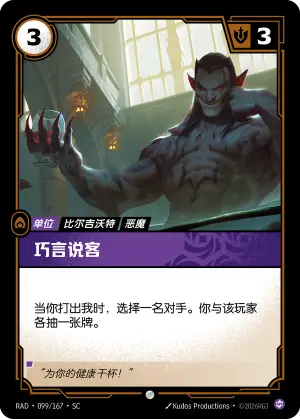 3
3
单位 比尔吉沃特 恶魔
巧言说客
当你打出我时，选择一名对手。你与该玩家
各抽一张牌。
"为你的健康干杯！"
RAD • 099/167 • SC
Kudos Productions • ©2026RGI